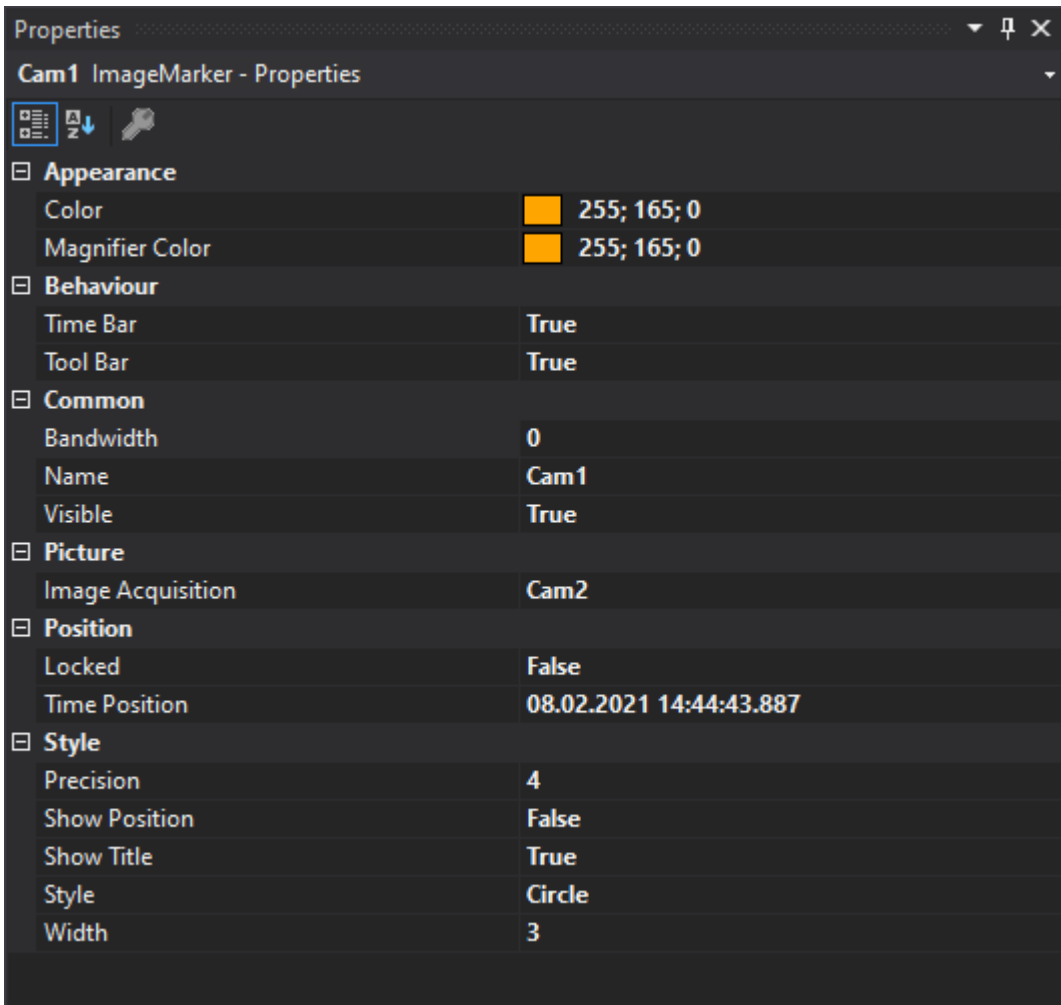 Properties
Cam1 ImageMarker - Properties
Appearance
Color 255; 165; 0
Magnifier Color 255; 165; 0
Behaviour
Time Bar True
Tool Bar True
Common
Bandwidth 0
Name Cam1
Visible True
Picture
Image Acquisition Cam2
Position
Locked False
Time Position 08.02.2021 14:44:43.887
Style
Precision 4
Show Position False
Show Title True
Style Circle
Width 3